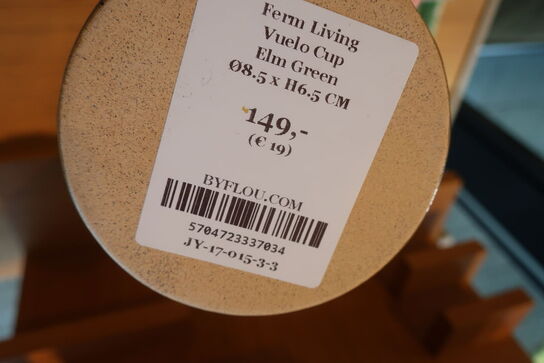 Ferm Living
Vuelo Cup
Elm Green
Ø8.5 x H6.5 CM
149,-
(€ 19)
BYFLOU.COM
5704723337034
JY-17-015-3-3